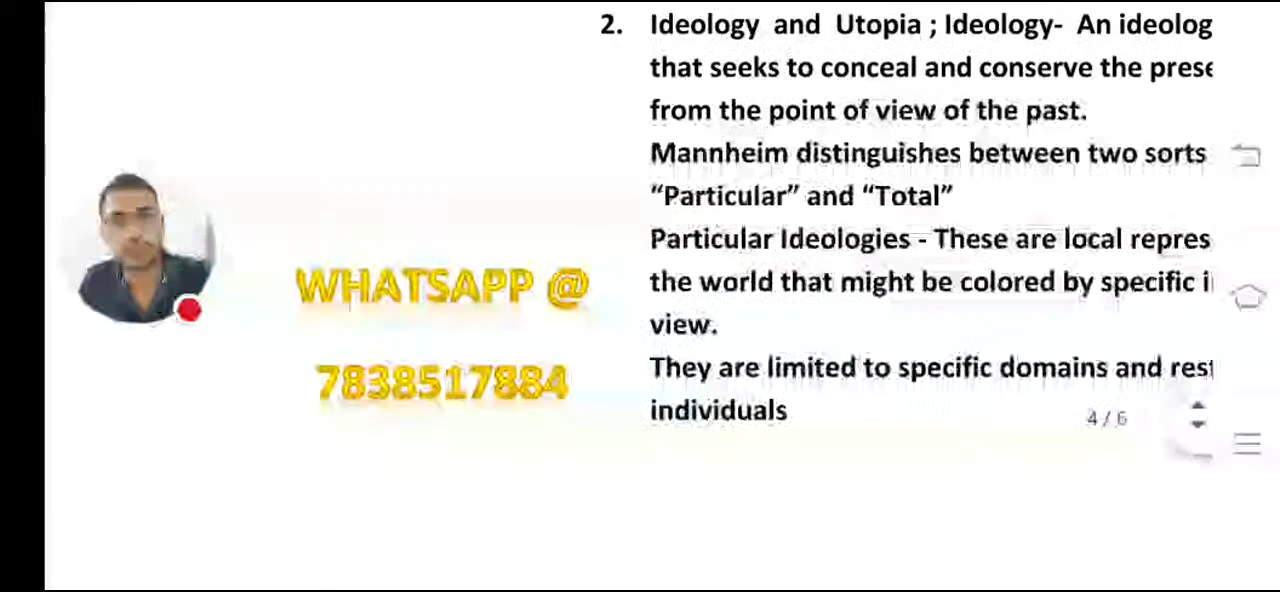 2. Ideology and Utopia ; Ideology- An ideolog
that seeks to conceal and conserve the prese
from the point of view of the past.
Mannheim distinguishes between two sorts
“Particular” and “Total”
Particular Ideologies - These are local repres
the world that might be colored by specific i
view.
They are limited to specific domains and rest
individuals
4 / 6
WHATSAPP @
7838517884